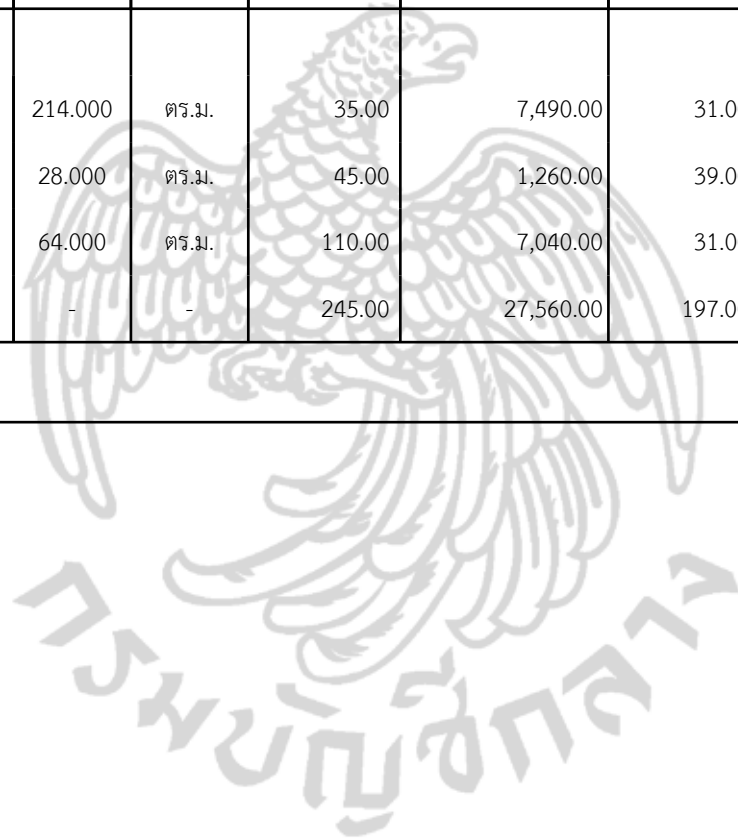 214.000 ตร.ม. 35.00 7,490.00 31.0
28.000 ตร.ม. 45.00 1,260.00 39.0
64.000 ตร.ม. 110.00 7,040.00 31.0
- - 245.00 27,560.00 197.0
กรมบัญชีกลาง